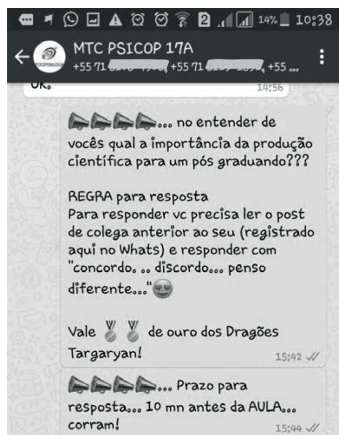 2 14% 10:38
MTC PSICOP 17A
+55 71 , +55 71 , +55 ...
OK. 14:56
... no entender de
vocês qual a importância da produção
científica para um pós graduando???
REGRA para resposta
Para responder vc precisa ler o post
de colega anterior ao seu (registrado
aqui no Whats) e responder com
"concordo. .. discordo... penso
diferente..."
Vale de ouro dos Dragões
Targaryan! 15:42
... Prazo para
resposta... 10 mn antes da AULA...
corram! 15:44